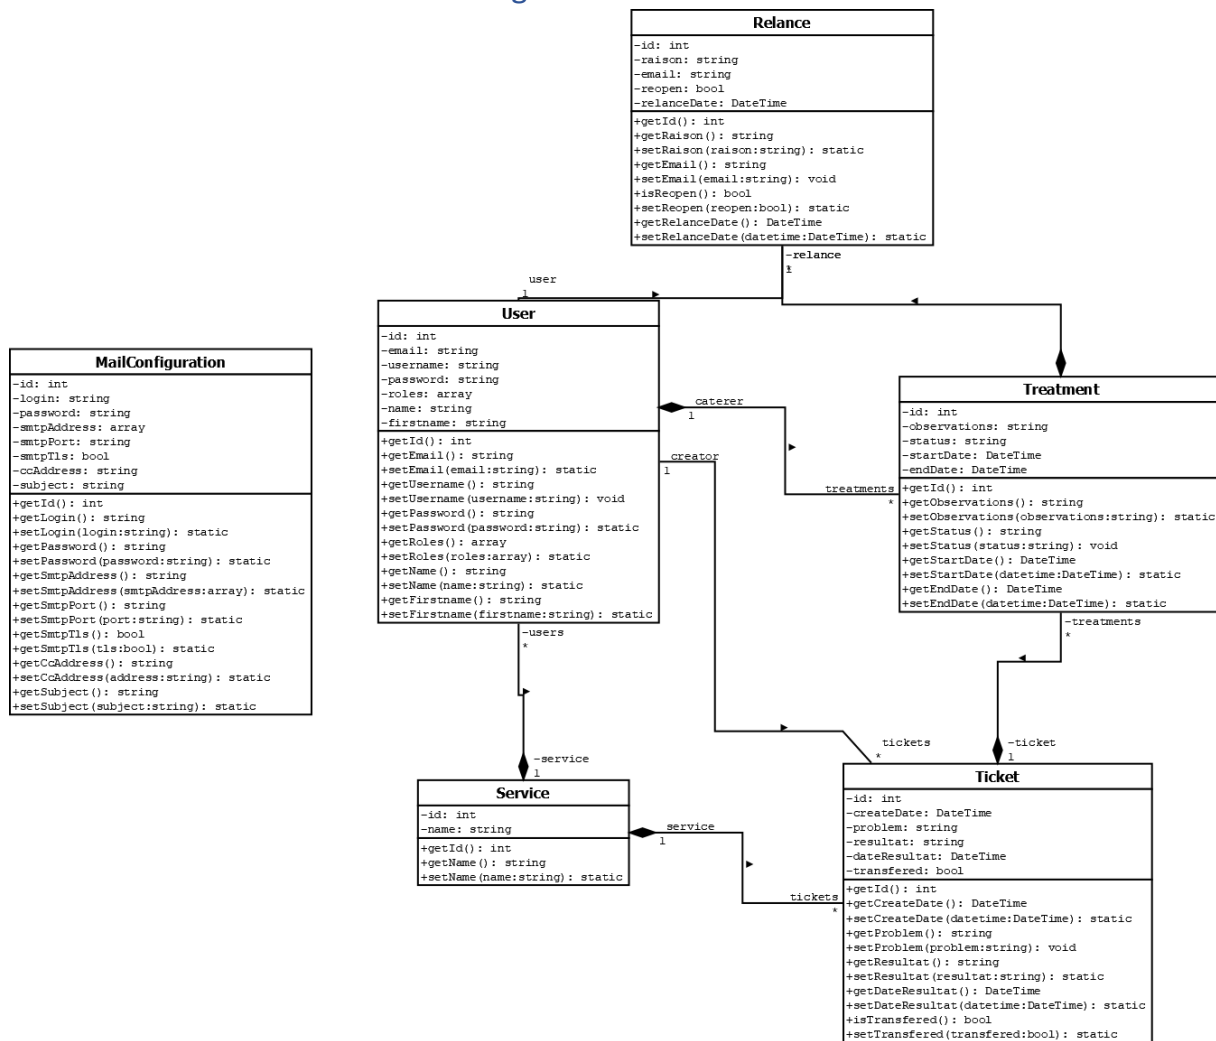 Relance
-id: int
-raison: string
-email: string
-reopen: bool
-relanceDate: DateTime
+getId(): int
+getRaison(): string
+setRaison(raison:string): static
+getEmail(): string
+setEmail(email:string): void
+isReopen(): bool
+setReopen(reopen:bool): static
+getRelanceDate(): DateTime
+setRelanceDate(datetime:DateTime): static
-relance
user
1
User
-id: int
-email: string
-username: string
-password: string
-roles: array
-name: string
-firstname: string
+getId(): int
+getEmail(): string
+setEmail(email:string): static
+getUsername(): string
+setUsername(username:string): void
+getPassword(): string
+setPassword(password:string): static
+getRoles(): array
+setRoles(roles:array): static
+getName(): string
+setName(name:string): static
+getFirstname(): string
+setFirstname(firstname:string): static
MailConfiguration
-id: int
-login: string
-password: string
-smtpAddress: array
-smtpPort: string
-smtpTls: bool
-ccAddress: string
-subject: string
+getId(): int
+getLogin(): string
+setLogin(login:string): static
+getPassword(): string
+setPassword(password:string): static
+getSmtpAddress(): string
+setSmtpAddress(smtpAddress:array): static
+getSmtpPort(): string
+setSmtpPort(port:string): static
+getSmtpTls(): bool
+getSmtpTls(tls:bool): static
+getCcAddress(): string
+setCcAddress(address:string): static
+getSubject(): string
+setSubject(subject:string): static
caterer
1
creator
1
treatments
*
Treatment
-id: int
-observations: string
-status: string
-startDate: DateTime
-endDate: DateTime
+getId(): int
+getObservations(): string
+setObservations(observations:string): static
+getStatus(): string
+setStatus(status:string): void
+getStartDate(): DateTime
+setStartDate(datetime:DateTime): static
+getEndDate(): DateTime
+setEndDate(datetime:DateTime): static
-users
*
-treatments
*
-service
1
tickets
*
-ticket
1
Service
-id: int
-name: string
+getId(): int
+getName(): string
+setName(name:string): static
service
1
tickets
*
Ticket
-id: int
-createDate: DateTime
-problem: string
-resultat: string
-dateResultat: DateTime
-transfered: bool
+getId(): int
+getCreateDate(): DateTime
+setCreateDate(datetime:DateTime): static
+getProblem(): string
+setProblem(problem:string): void
+getResultat(): string
+setResultat(resultat:string): static
+getDateResultat(): DateTime
+setDateResultat(datetime:DateTime): static
+isTransfered(): bool
+setTransfered(transfered:bool): static